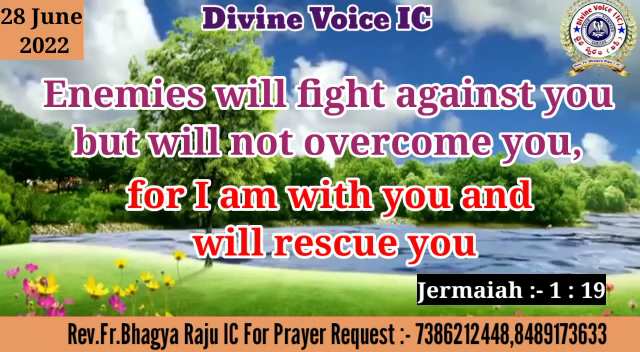 28 June
2022
Divine Voice IC
Enemies will fight against you
but will not overcome you,
for I am with you and
will rescue you
Jermaiah :- 1 : 19
Rev.Fr.Bhagya Raju IC For Prayer Request :- 7386212448,8489173633